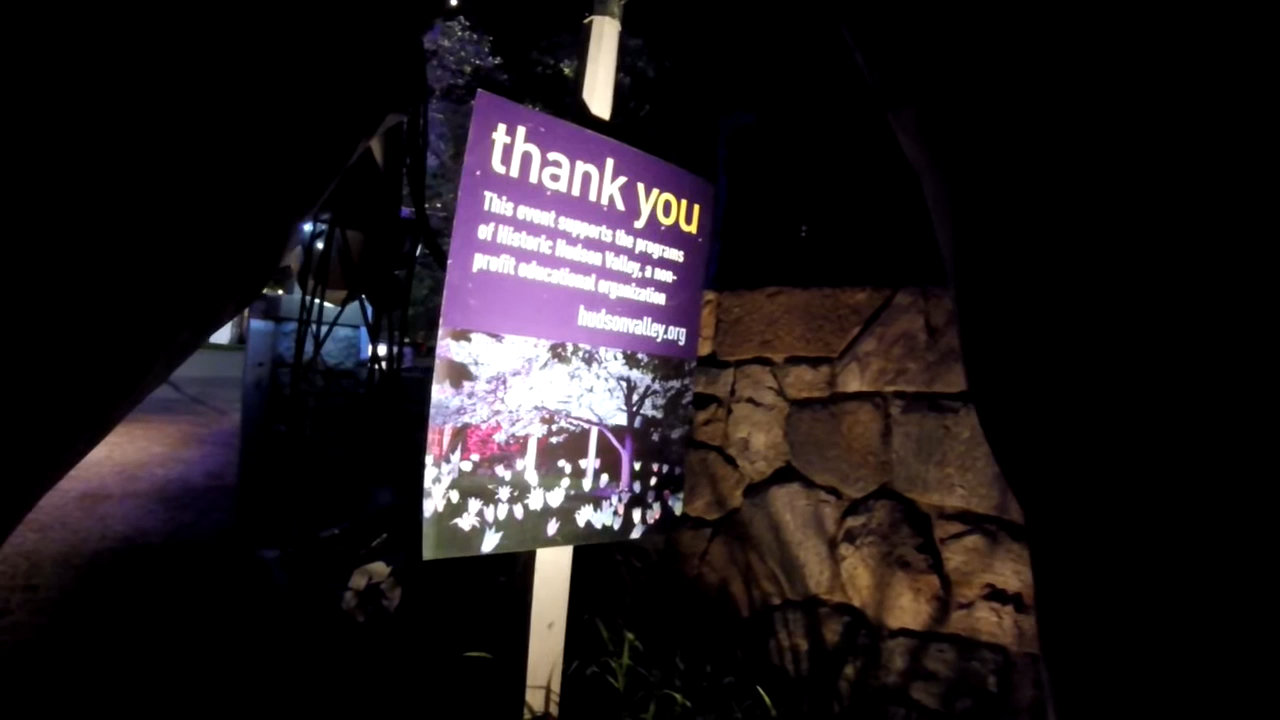 thank you
This event supports the programs
of Historic Hudson Valley, a non-
profit educational organization
hudsonvalley.org